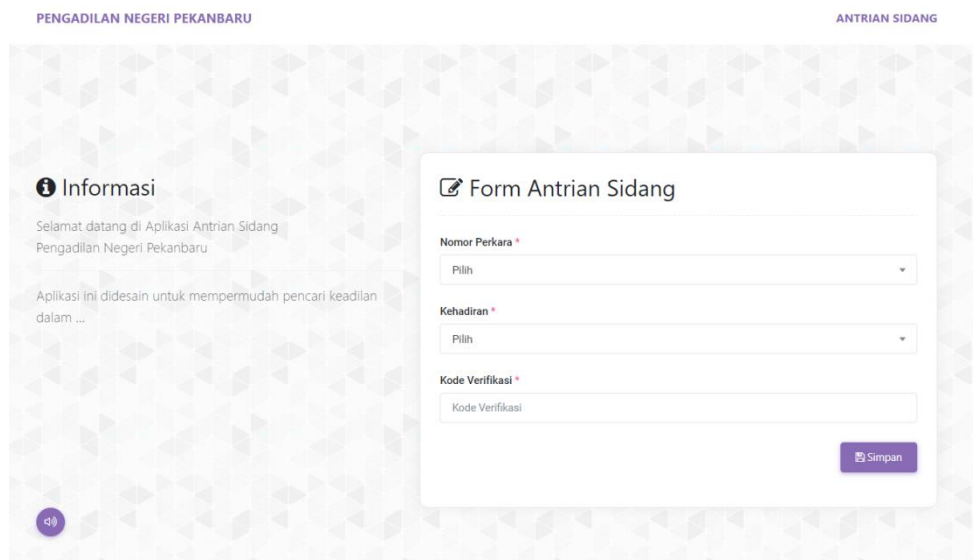 PENGADILAN NEGERI PEKANBARU
ANTRIAN SIDANG
Informasi
Selamat datang di Aplikasi Antrian Sidang
Pengadilan Negeri Pekanbaru
Aplikasi ini didesain untuk mempermudah pencari keadilan
dalam ...
Form Antrian Sidang
Nomor Perkara *
Pilih
Kehadiran *
Pilih
Kode Verifikasi *
Kode Verifikasi
Simpan